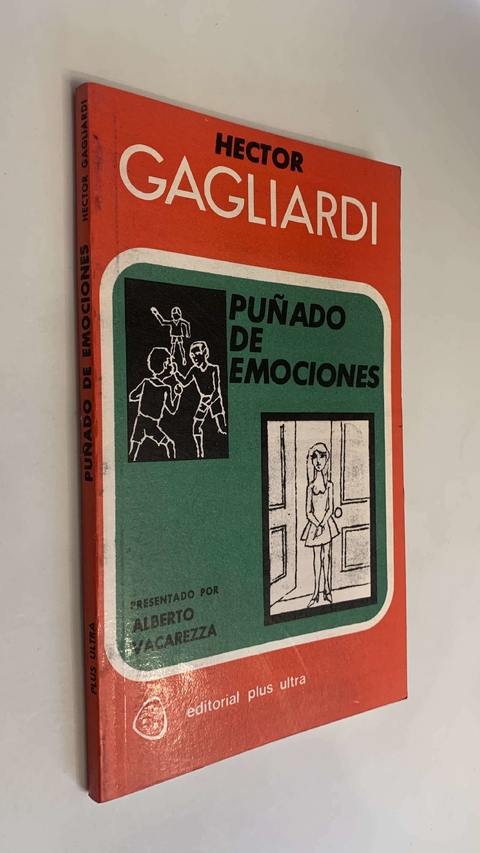 HECTOR
GAGLIARDI
PUÑADO
DE
EMOCIONES
PRESENTADO POR
ALBERTO
VACAREZZA
editorial plus ultra
PUÑADO DE EMOCIONES HECTOR GAGLIARDI
PLUS ULTRA